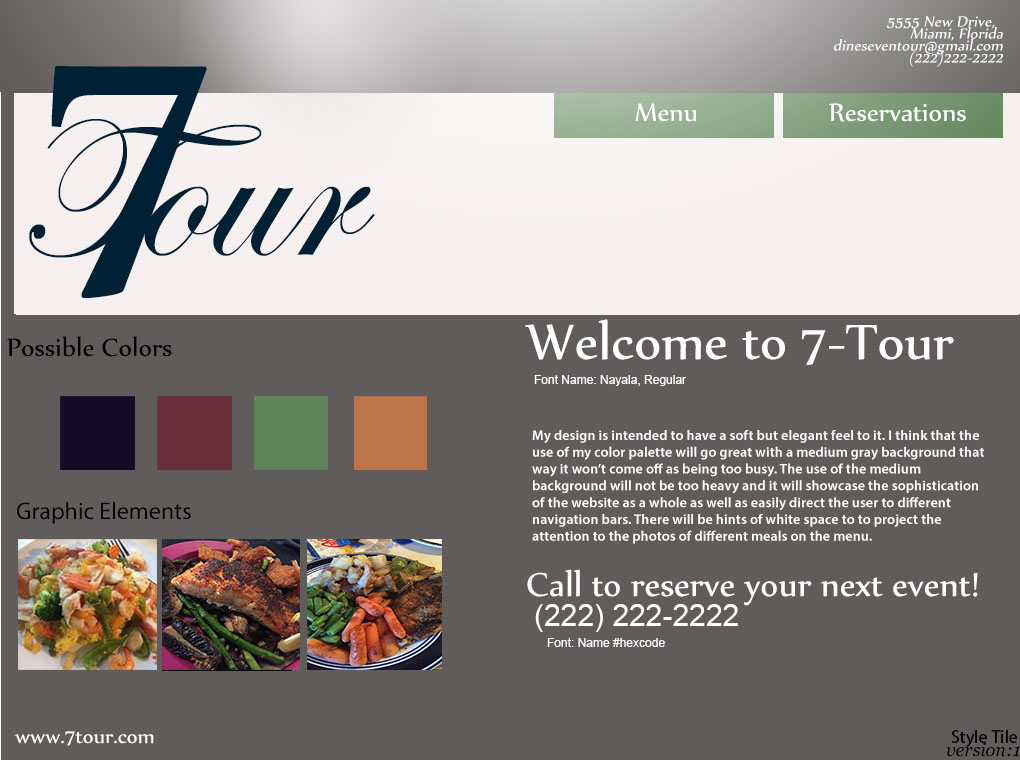 5555 New Drive,
Miami, Florida
dineseventour@gmail.com
(222)222-2222
7
Tour
Menu
Reservations
Possible Colors
Graphic Elements
Welcome to 7-Tour
Font Name: Nayala, Regular
My design is intended to have a soft but elegant feel to it. I think that the
use of my color palette will go great with a medium gray background that
way it won't come off as being too busy. The use of the medium
background will not be too heavy and it will showcase the sophistication
of the website as a whole as well as easily direct the user to different
navigation bars. There will be hints of white space to to project the
attention to the photos of different meals on the menu.
Call to reserve your next event!
(222) 222-2222
Font: Name #hexcode
www.7tour.com
Style Tile
version:1